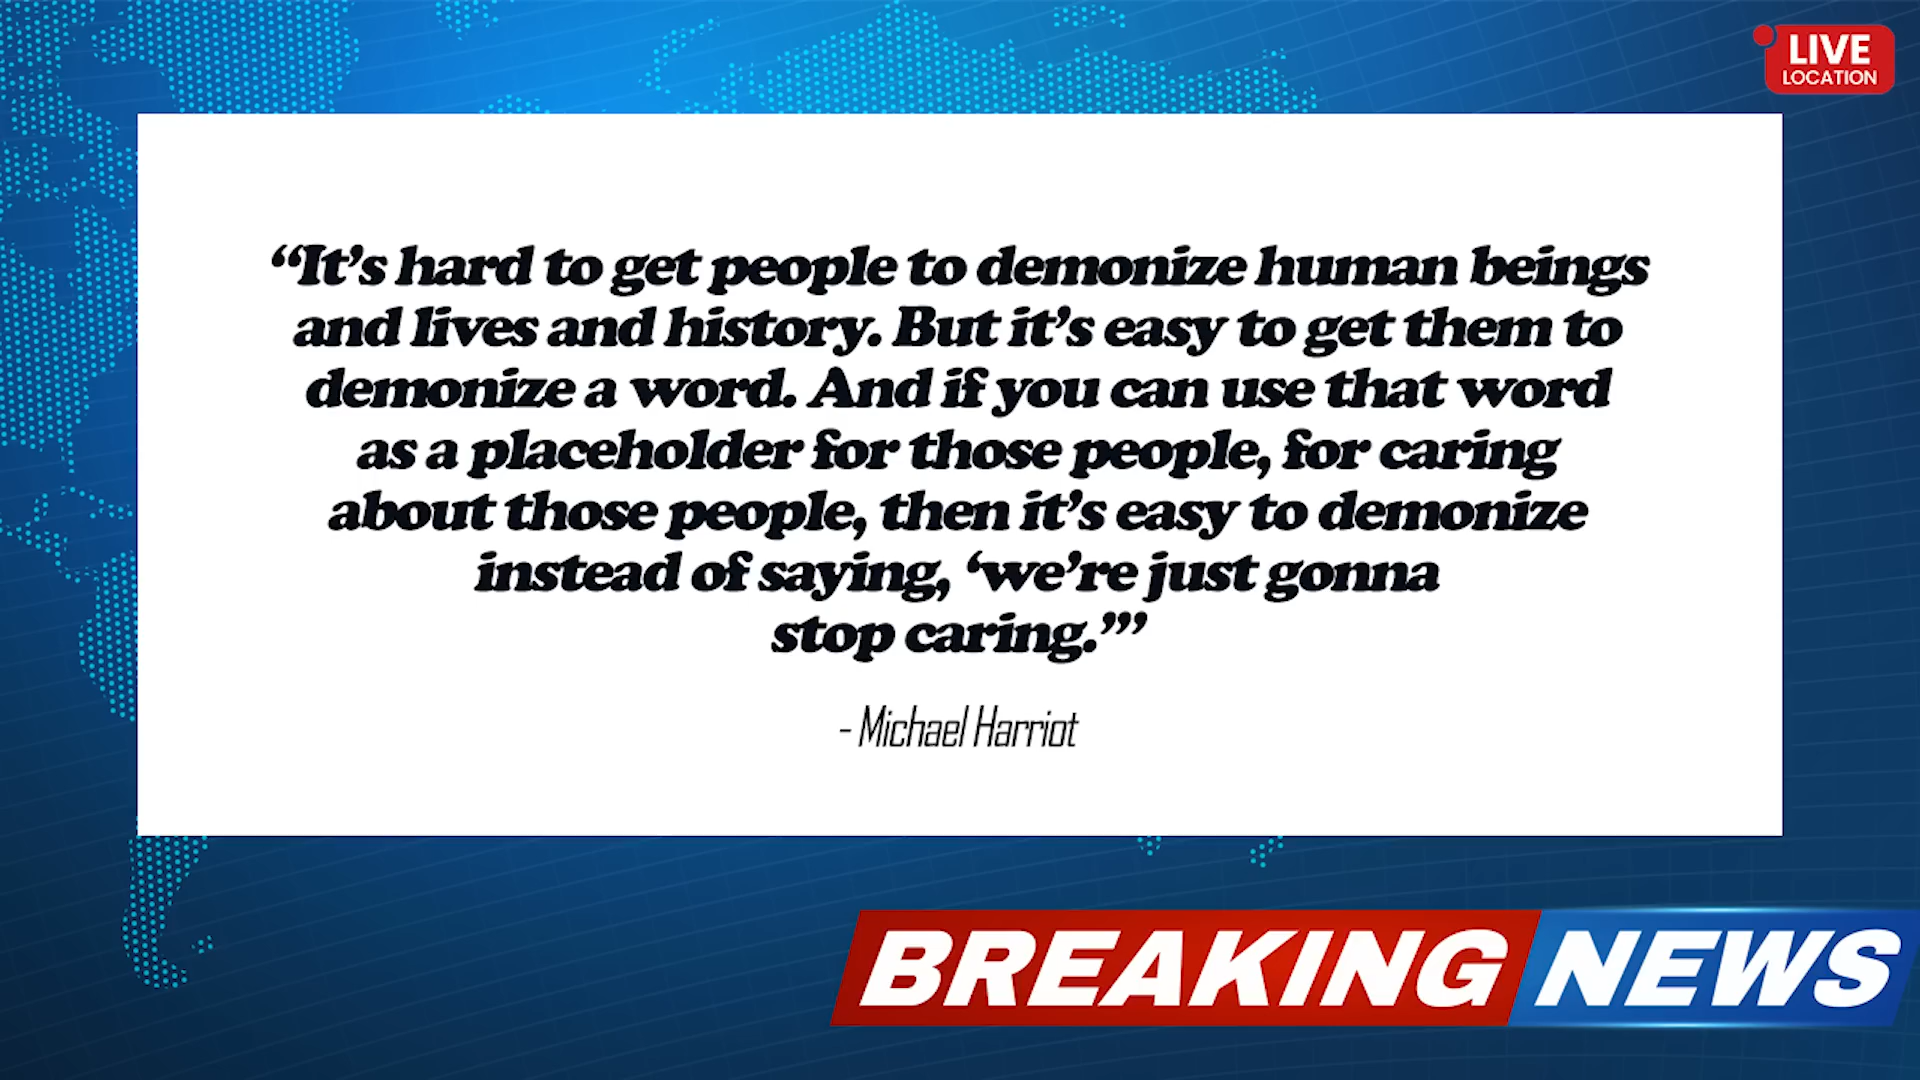 LIVE
LOCATION
“It’s hard to get people to demonize human beings
and lives and history. But it’s easy to get them to
demonize a word. And if you can use that word
as a placeholder for those people, for caring
about those people, then it’s easy to demonize
instead of saying, ‘we’re just gonna
stop caring.”’
- Michael Harriot
BREAKING NEWS